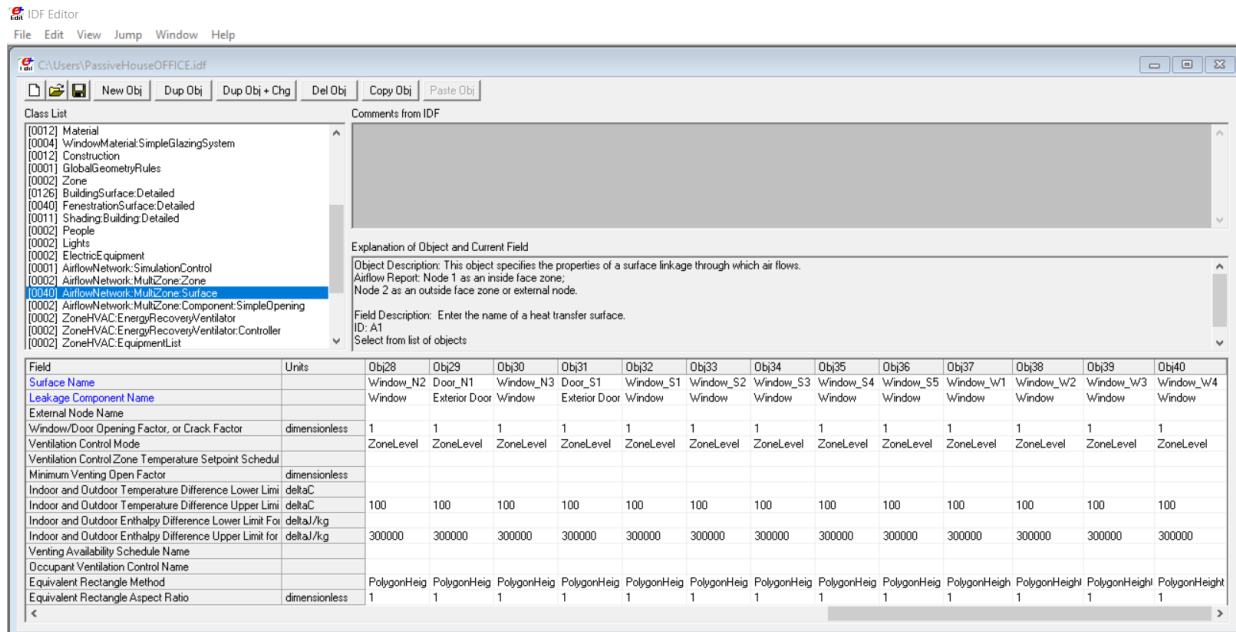 IDF Editor
File Edit View Jump Window Help
C:\Users\PassiveHouseOFFICE.idf
New Obj Dup Obj Dup Obj + Chg Del Obj Copy Obj Paste Obj
Class List
Comments from IDF
[0012] Material
[0004] WindowMaterial:SimpleGlazingSystem
[0012] Construction
[0001] GlobalGeometryRules
[0002] Zone
[0126] BuildingSurface:Detailed
[0040] FenestrationSurface:Detailed
[0011] Shading:Building:Detailed
[0002] People
[0002] Lights
[0002] ElectricEquipment
[0001] AirflowNetwork:SimulationControl
[0002] AirflowNetwork:MultiZone:Zone
[0040] AirflowNetwork:MultiZone:Surface
[0002] AirflowNetwork:MultiZone:Component:SimpleOpening
[0002] ZoneHVAC:EnergyRecoveryVentilator
[0002] ZoneHVAC:EnergyRecoveryVentilator:Controller
[0002] ZoneHVAC:EquipmentList
Explanation of Object and Current Field
Object Description: This object specifies the properties of a surface linkage through which air flows.
Airflow Report: Node 1 as an inside face zone;
Node 2 as an outside face zone or external node.
Field Description: Enter the name of a heat transfer surface.
ID: A1
Select from list of objects
Field Units Obj28 Obj29 Obj30 Obj31 Obj32 Obj33 Obj34 Obj35 Obj36 Obj37 Obj38 Obj39 Obj40
Surface Name Window_N2 Door_N1 Window_N3 Door_S1 Window_S1 Window_S2 Window_S3 Window_S4 Window_S5 Window_W1 Window_W2 Window_W3 Window_W4
Leakage Component Name Window Exterior Door Window Exterior Door Window Window Window Window Window Window Window Window Window
External Node Name
Window/Door Opening Factor, or Crack Factor dimensionless 1 1 1 1 1 1 1 1 1 1 1 1 1
Ventilation Control Mode ZoneLevel ZoneLevel ZoneLevel ZoneLevel ZoneLevel ZoneLevel ZoneLevel ZoneLevel ZoneLevel ZoneLevel ZoneLevel ZoneLevel ZoneLevel
Ventilation Control Zone Temperature Setpoint Schedul
Minimum Venting Open Factor dimensionless
Indoor and Outdoor Temperature Difference Lower Limi deltaC
Indoor and Outdoor Temperature Difference Upper Limi deltaC 100 100 100 100 100 100 100 100 100 100 100 100 100
Indoor and Outdoor Enthalpy Difference Lower Limit For deltaJ/kg
Indoor and Outdoor Enthalpy Difference Upper Limit for deltaJ/kg 300000 300000 300000 300000 300000 300000 300000 300000 300000 300000 300000 300000 300000
Venting Availability Schedule Name
Occupant Ventilation Control Name
Equivalent Rectangle Method PolygonHeig PolygonHeig PolygonHeig PolygonHeig PolygonHeig PolygonHeig PolygonHeig PolygonHeig PolygonHeig PolygonHeigh PolygonHeight PolygonHeight PolygonHeight
Equivalent Rectangle Aspect Ratio dimensionless 1 1 1 1 1 1 1 1 1 1 1 1 1